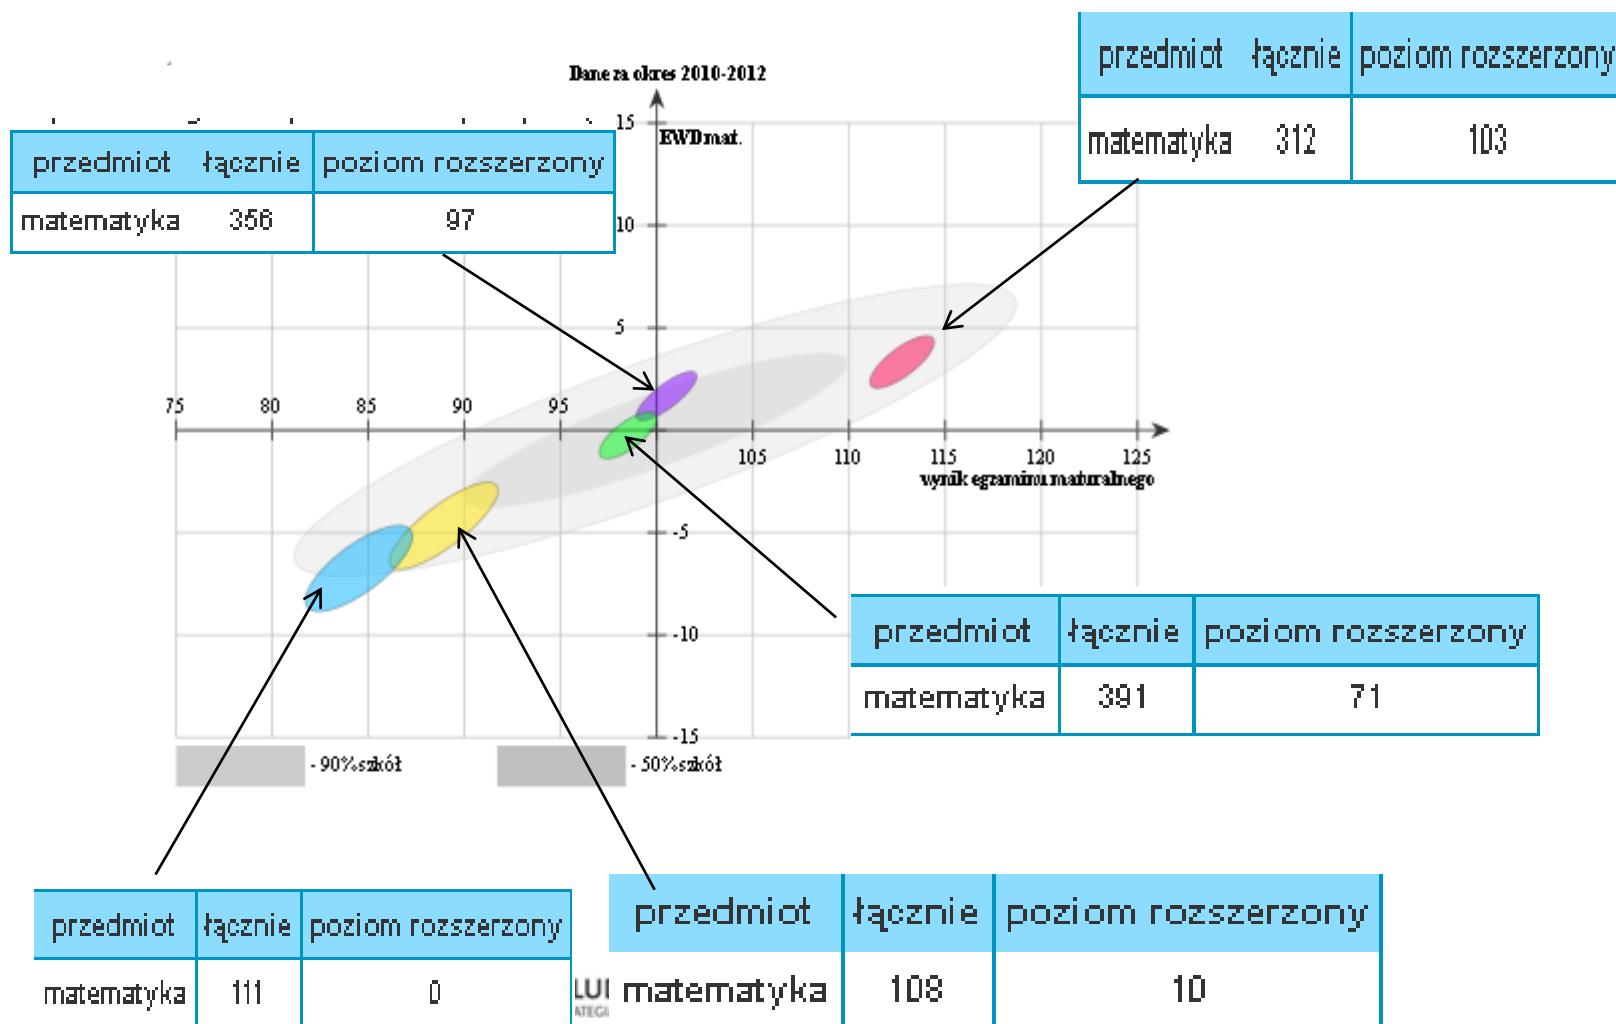 Dane za okres 2010-2012
przedmiot łącznie poziom rozszerzony
matematyka 312 103
15
EWD mat.
przedmiot łącznie poziom rozszerzony
matematyka 356 97
10
5
75 80 85 90 95
105 110 115 120 125
wynik egzaminu maturalnego
-5
-10
przedmiot łącznie poziom rozszerzony
matematyka 391 71
-15
- 90% szkół - 50% szkół
przedmiot łącznie poziom rozszerzony
matematyka 111 0
przedmiot łącznie poziom rozszerzony
matematyka 108 10